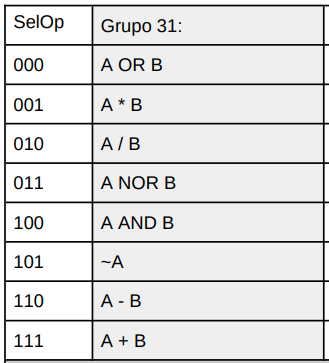 SelOp Grupo 31:
000 A OR B
001 A * B
010 A / B
011 A NOR B
100 A AND B
101 ~A
110 A - B
111 A + B